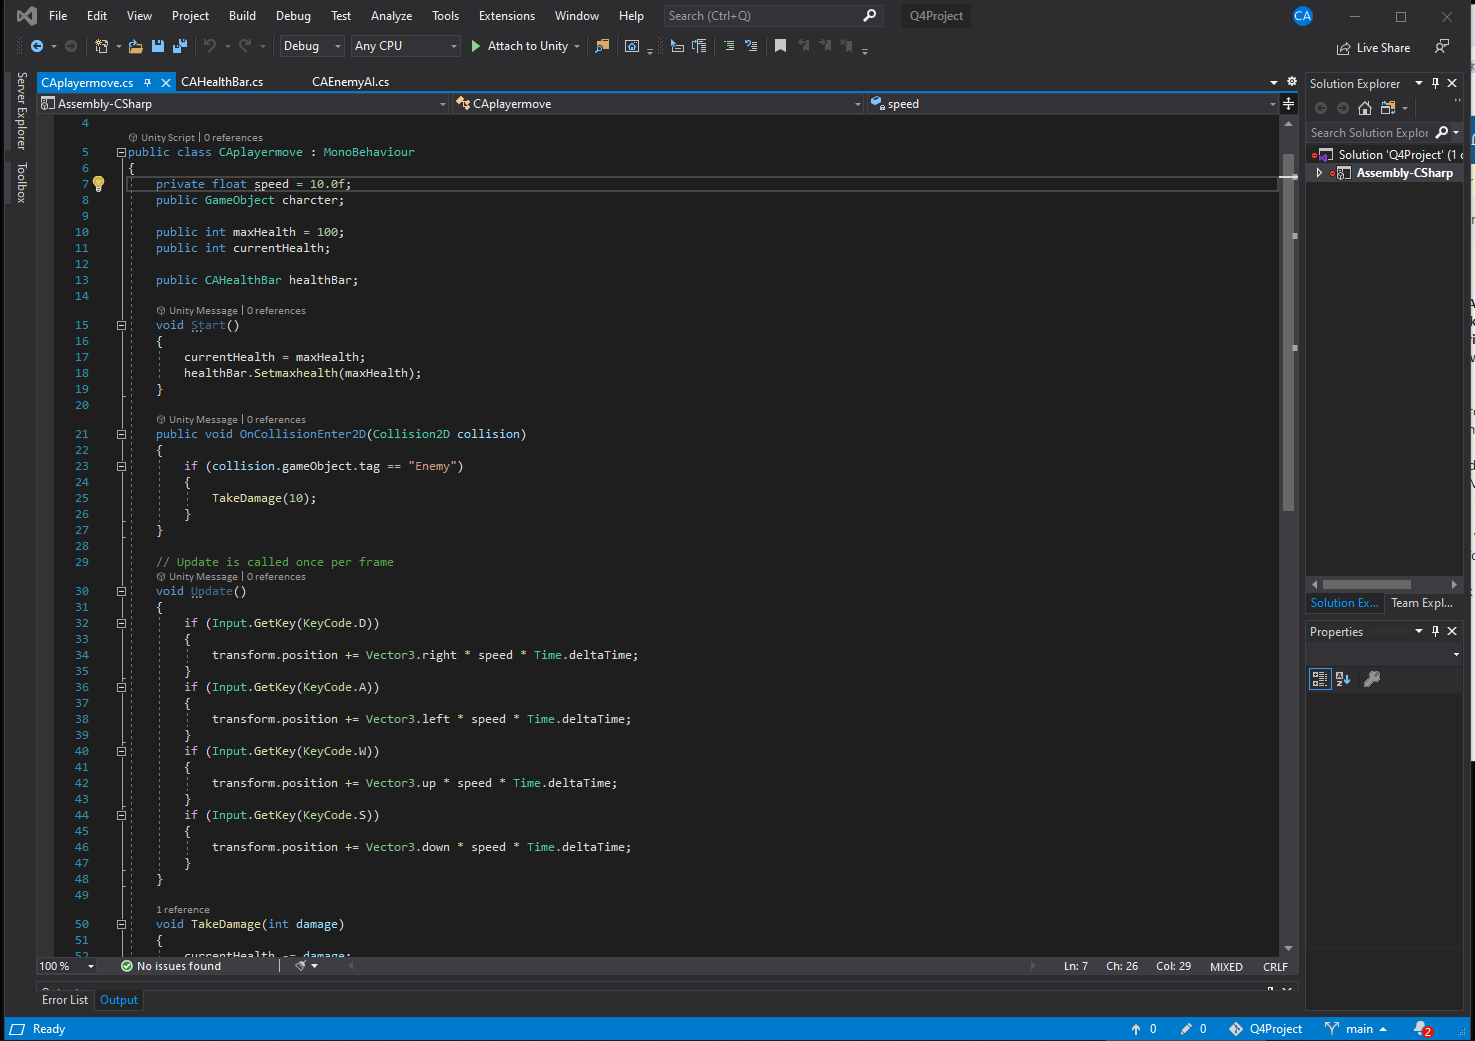 File Edit View Project Build Debug Test Analyze Tools Extensions Window Help Search (Ctrl+Q) Q4Project CA
Debug Any CPU Attach to Unity Live Share
Server Explorer
Toolbox
CAplayermove.cs CAHealthBar.cs CAEnemyAI.cs
Assembly-CSharp CAplayermove speed
4
Unity Script | 0 references
5 public class CAplayermove : MonoBehaviour
6 {
7 private float speed = 10.0f;
8 public GameObject charcter;
9
10 public int maxHealth = 100;
11 public int currentHealth;
12
13 public CAHealthBar healthBar;
14
Unity Message | 0 references
15 void Start()
16 {
17 currentHealth = maxHealth;
18 healthBar.Setmaxhealth(maxHealth);
19 }
20
Unity Message | 0 references
21 public void OnCollisionEnter2D(Collision2D collision)
22 {
23 if (collision.gameObject.tag == "Enemy")
24 {
25 TakeDamage(10);
26 }
27 }
28
29 // Update is called once per frame
Unity Message | 0 references
30 void Update()
31 {
32 if (Input.GetKey(KeyCode.D))
33 {
34 transform.position += Vector3.right * speed * Time.deltaTime;
35 }
36 if (Input.GetKey(KeyCode.A))
37 {
38 transform.position += Vector3.left * speed * Time.deltaTime;
39 }
40 if (Input.GetKey(KeyCode.W))
41 {
42 transform.position += Vector3.up * speed * Time.deltaTime;
43 }
44 if (Input.GetKey(KeyCode.S))
45 {
46 transform.position += Vector3.down * speed * Time.deltaTime;
47 }
48 }
49
1 reference
50 void TakeDamage(int damage)
51 {
52 currentHealth -= damage;
100 % No issues found Ln: 7 Ch: 26 Col: 29 MIXED CRLF
Error List Output
Solution Explorer
Search Solution Explor
Solution 'Q4Project' (1
Assembly-CSharp
Solution Ex... Team Expl...
Properties
Ready 0 0 Q4Project main 2